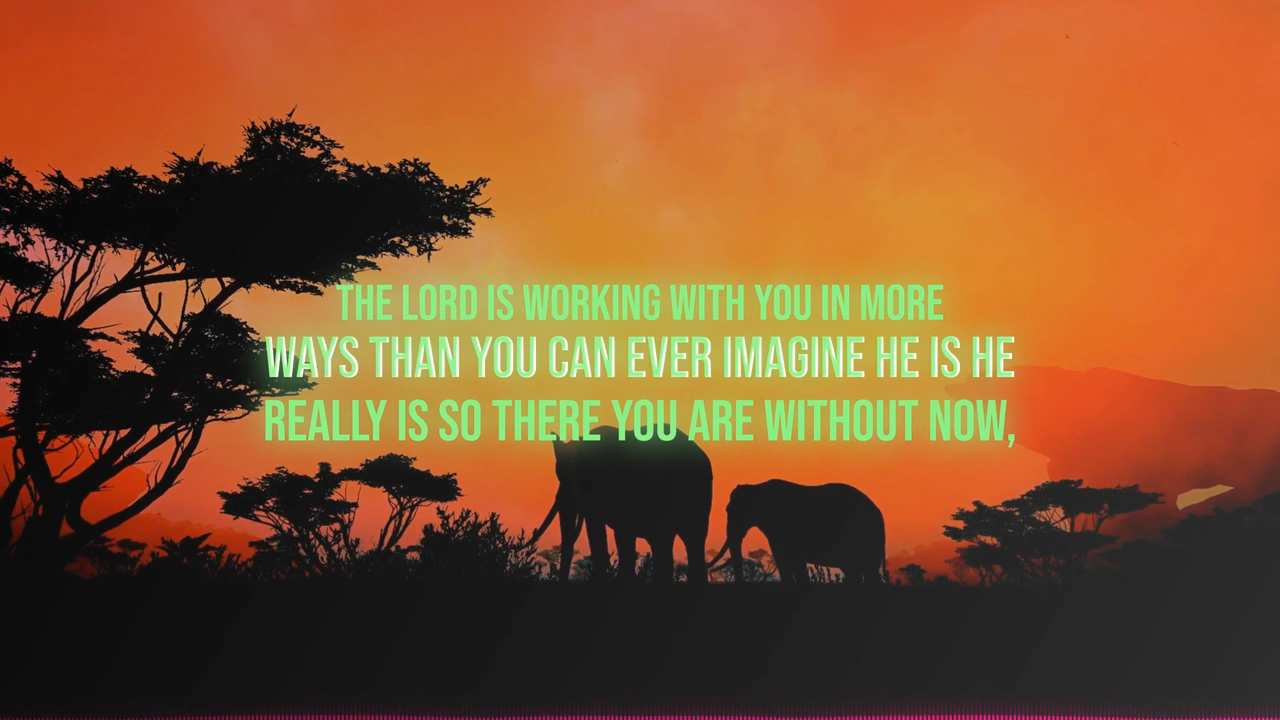 THE LORD IS WORKING WITH YOU IN MORE
WAYS THAN YOU CAN EVER IMAGINE HE IS HE
REALLY IS SO THERE YOU ARE WITHOUT NOW,